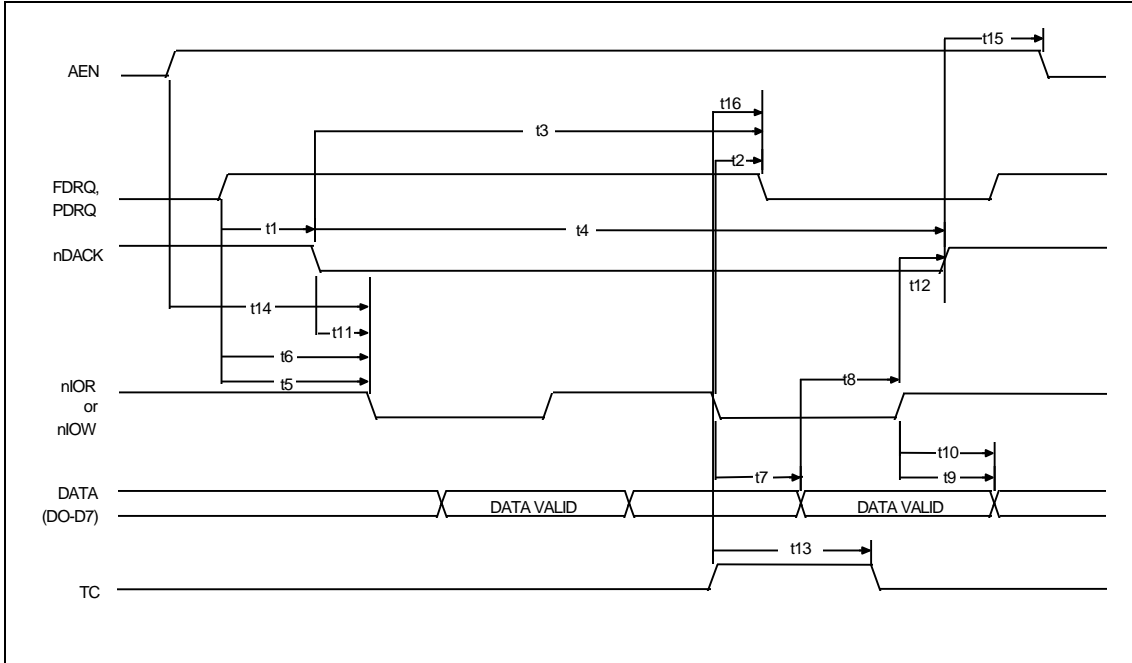 t15
AEN
t16
t3
t2
FDRQ,
PDRQ
t1
t4
nDACK
t12
t14
t11
t6
t8
t5
nIOR
or
nIOW
t10
t7
t9
DATA
(DO-D7)
DATA VALID
DATA VALID
t13
TC